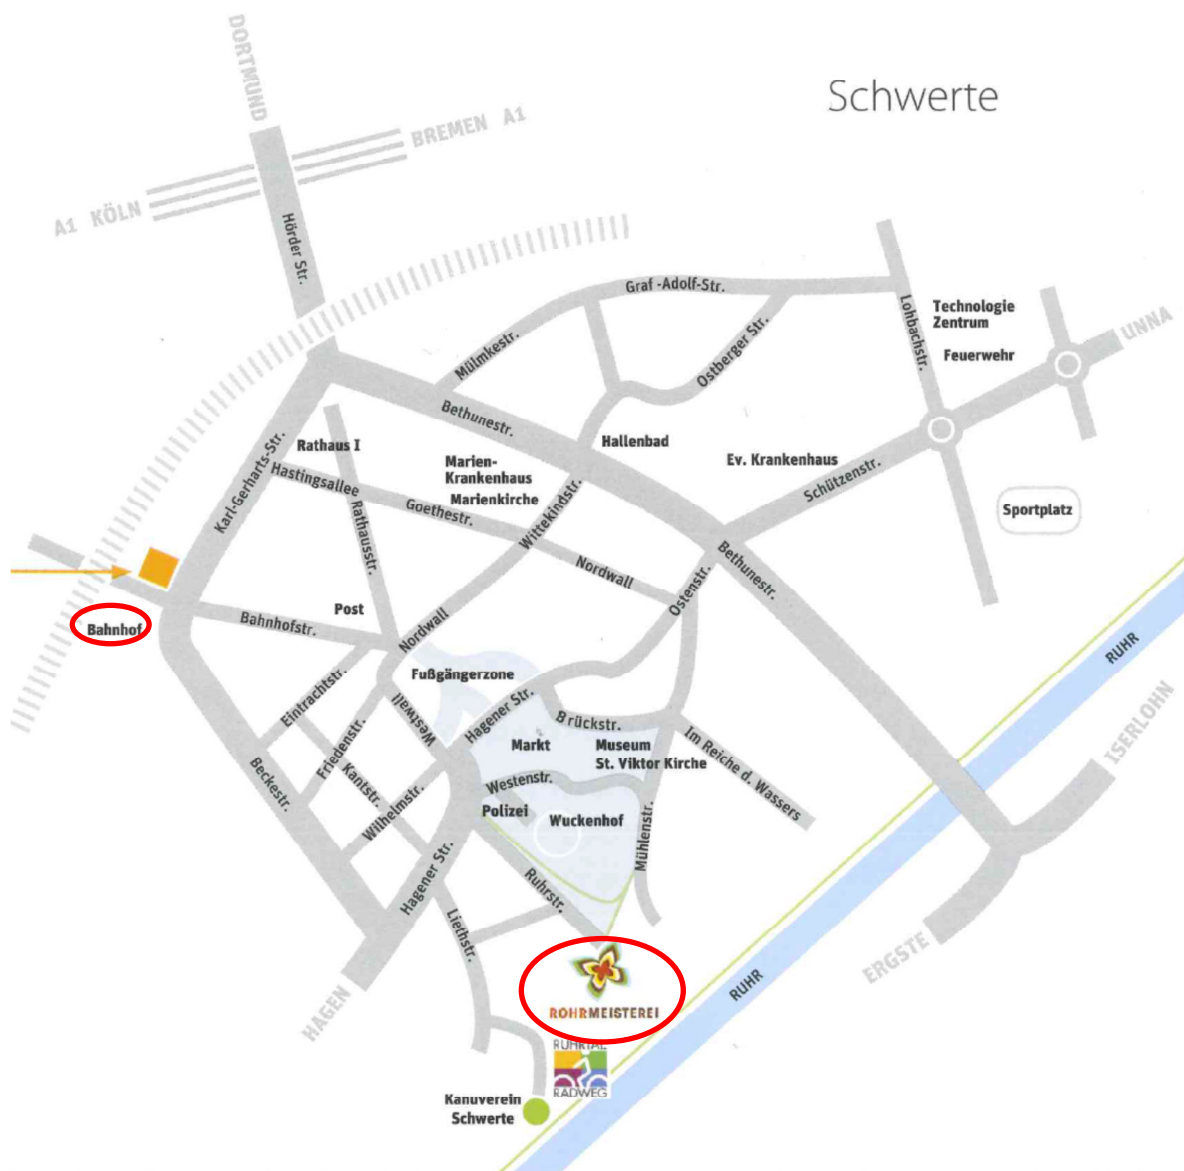 Schwerte
DORTMUND
BREMEN A1
A1 KÖLN
Hörder Str.
Graf-Adolf-Str.
Lohbachstr.
Technologie
Zentrum
UNNA
Feuerwehr
Mülmkestr.
Ostberger Str.
Bethunestr.
Hallenbad
Karl-Gerharts-Str.
Rathaus I
Marien-
Krankenhaus
Marienkirche
Ev. Krankenhaus
Schützenstr.
Hastingsallee
Goethestr.
Wittekindstr.
Rathausstr.
Sportplatz
Nordwall
Ostenstr.
Bethunestr.
Post
Bahnhof
Bahnhofstr.
Nordwall
RUHR
Fußgängerzone
Eintrachtstr.
Westwall
Hagener Str.
Brückstr.
Friedenstr.
Markt
Museum
St. Viktor Kirche
Im Reiche d. Wassers
ISERLOHN
Beckestr.
Kantstr.
Westenstr.
Wilhelmstr.
Polizei
Wuckenhof
Mühlenstr.
Hagener Str.
Ruhrstr.
Liethstr.
ERGSTE
HAGEN
RUHR
ROHRMEISTEREI
RUHRTAL
RADWEG
Kanuverein
Schwerte